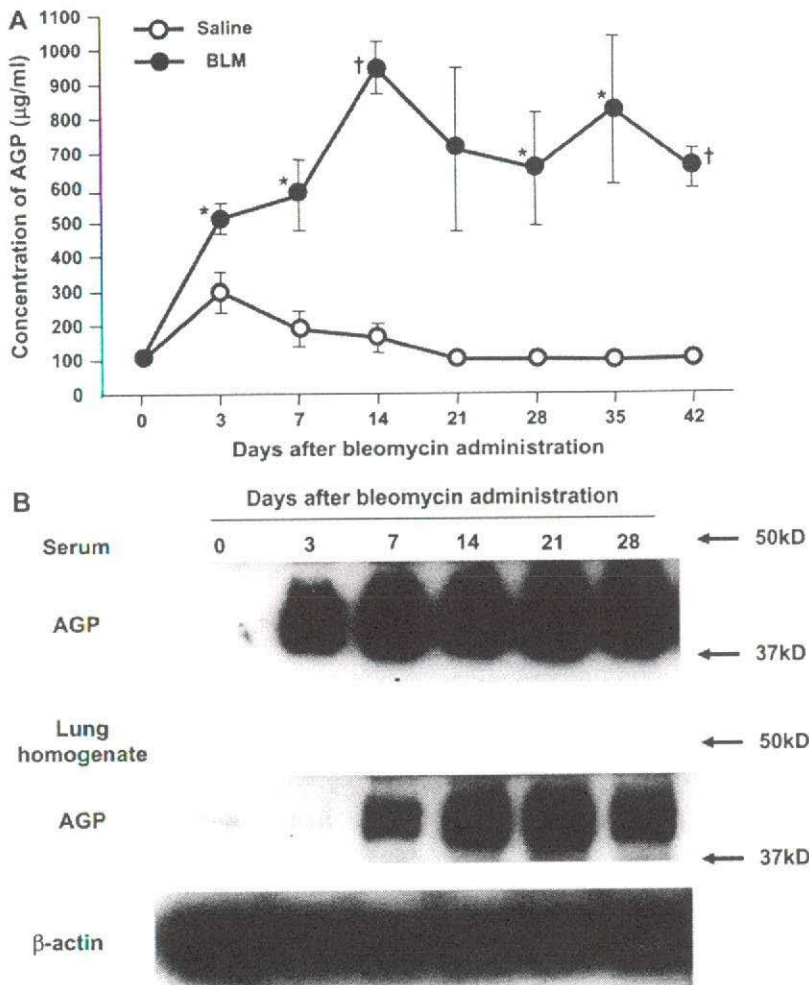 A
Saline
BLM
Concentration of AGP (μg/ml)
1100
1000
900
800
700
600
500
400
300
200
100
0
* * † * * †
0 3 7 14 21 28 35 42
Days after bleomycin administration
B
Days after bleomycin administration
Serum 0 3 7 14 21 28 50kD
AGP
37kD
Lung
homogenate
50kD
AGP
37kD
β-actin